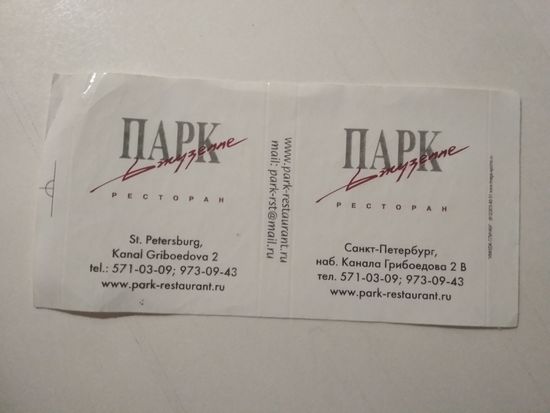 ПАРК
Джузеппе
РЕСТОРАН
St. Petersburg,
Kanal Griboedova 2
tel.: 571-03-09; 973-09-43
www.park-restaurant.ru
www.park-restaurant.ru
mail: park-rst@mail.ru
ПАРК
Джузеппе
РЕСТОРАН
Санкт-Петербург,
наб. Канала Грибоедова 2 В
тел. 571-03-09; 973-09-43
www.park-restaurant.ru